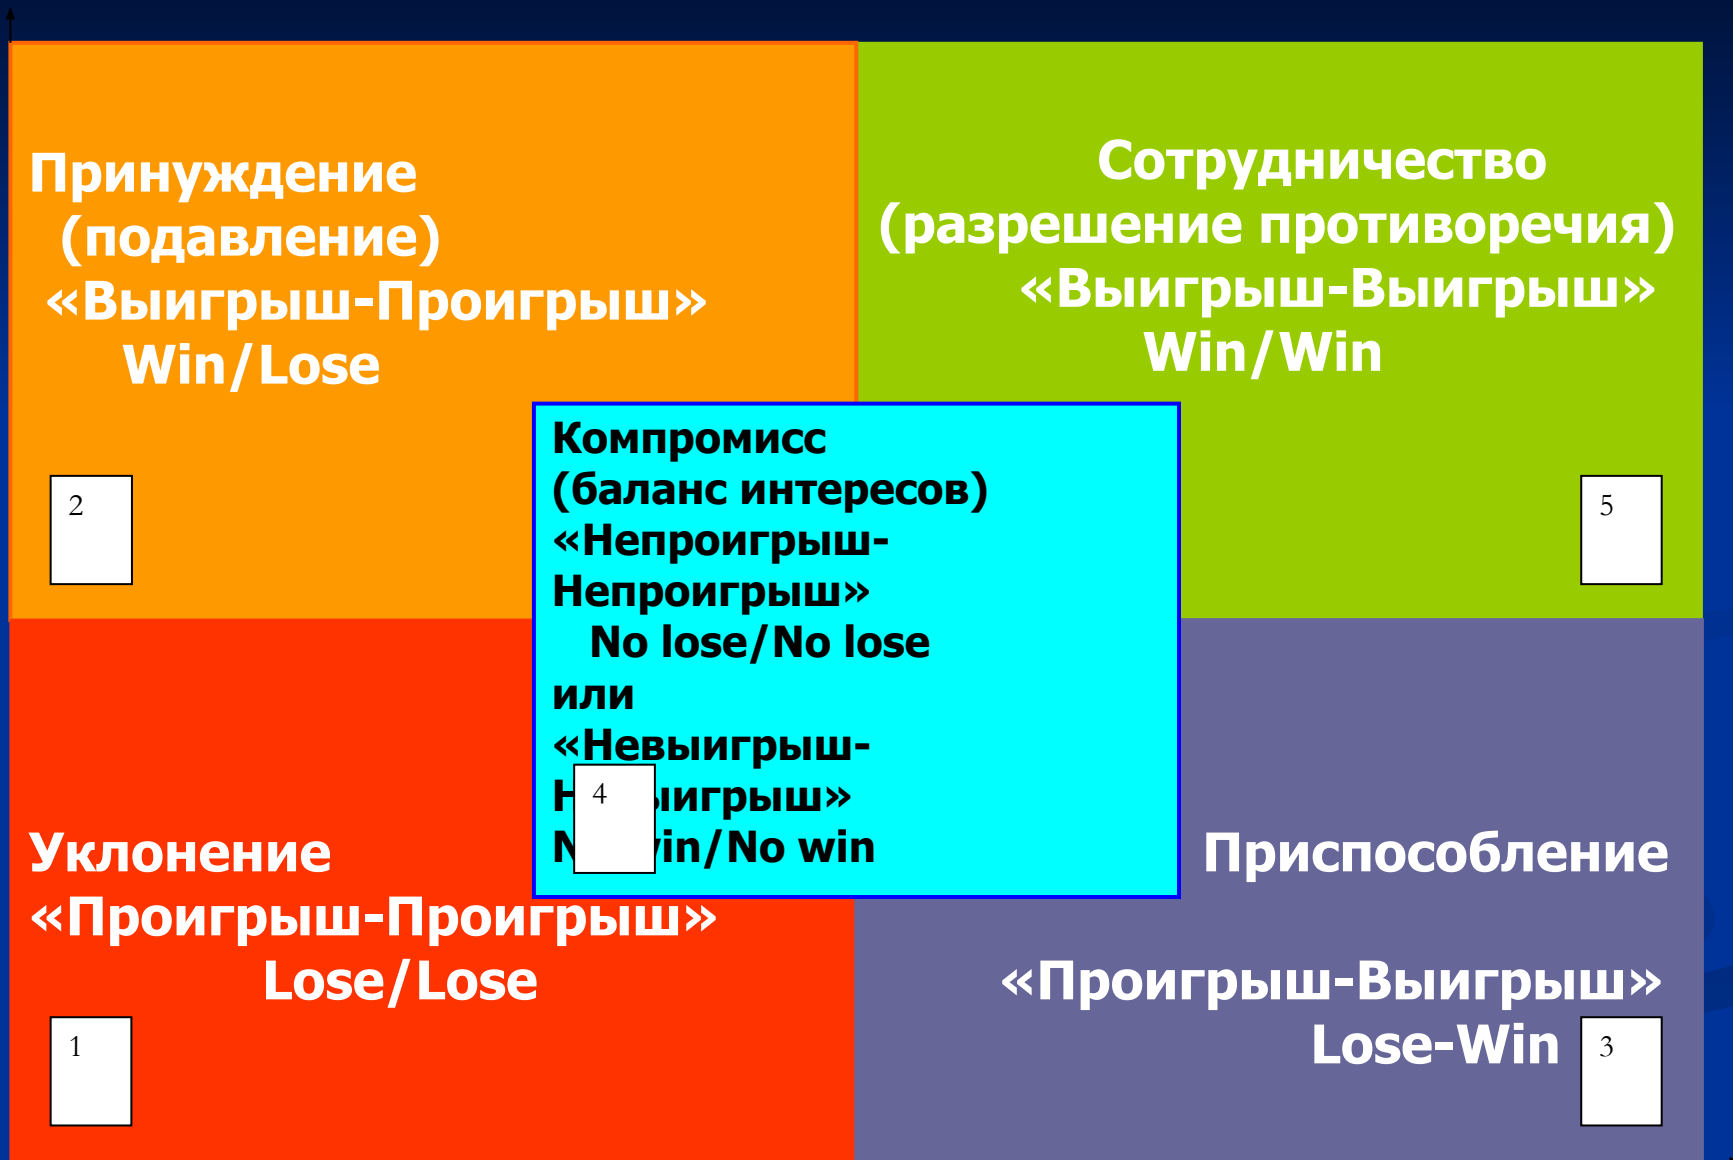 Принуждение
(подавление)
«Выигрыш-Проигрыш»
Win/Lose
2
Сотрудничество
(разрешение противоречия)
«Выигрыш-Выигрыш»
Win/Win
5
Компромисс
(баланс интересов)
«Непроигрыш-
Непроигрыш»
No lose/No lose
или
«Невыигрыш-
4
win
Уклонение
«Проигрыш-Проигрыш»
Lose/Lose
1
Приспособление
«Проигрыш-Выигрыш»
Lose-Win
3